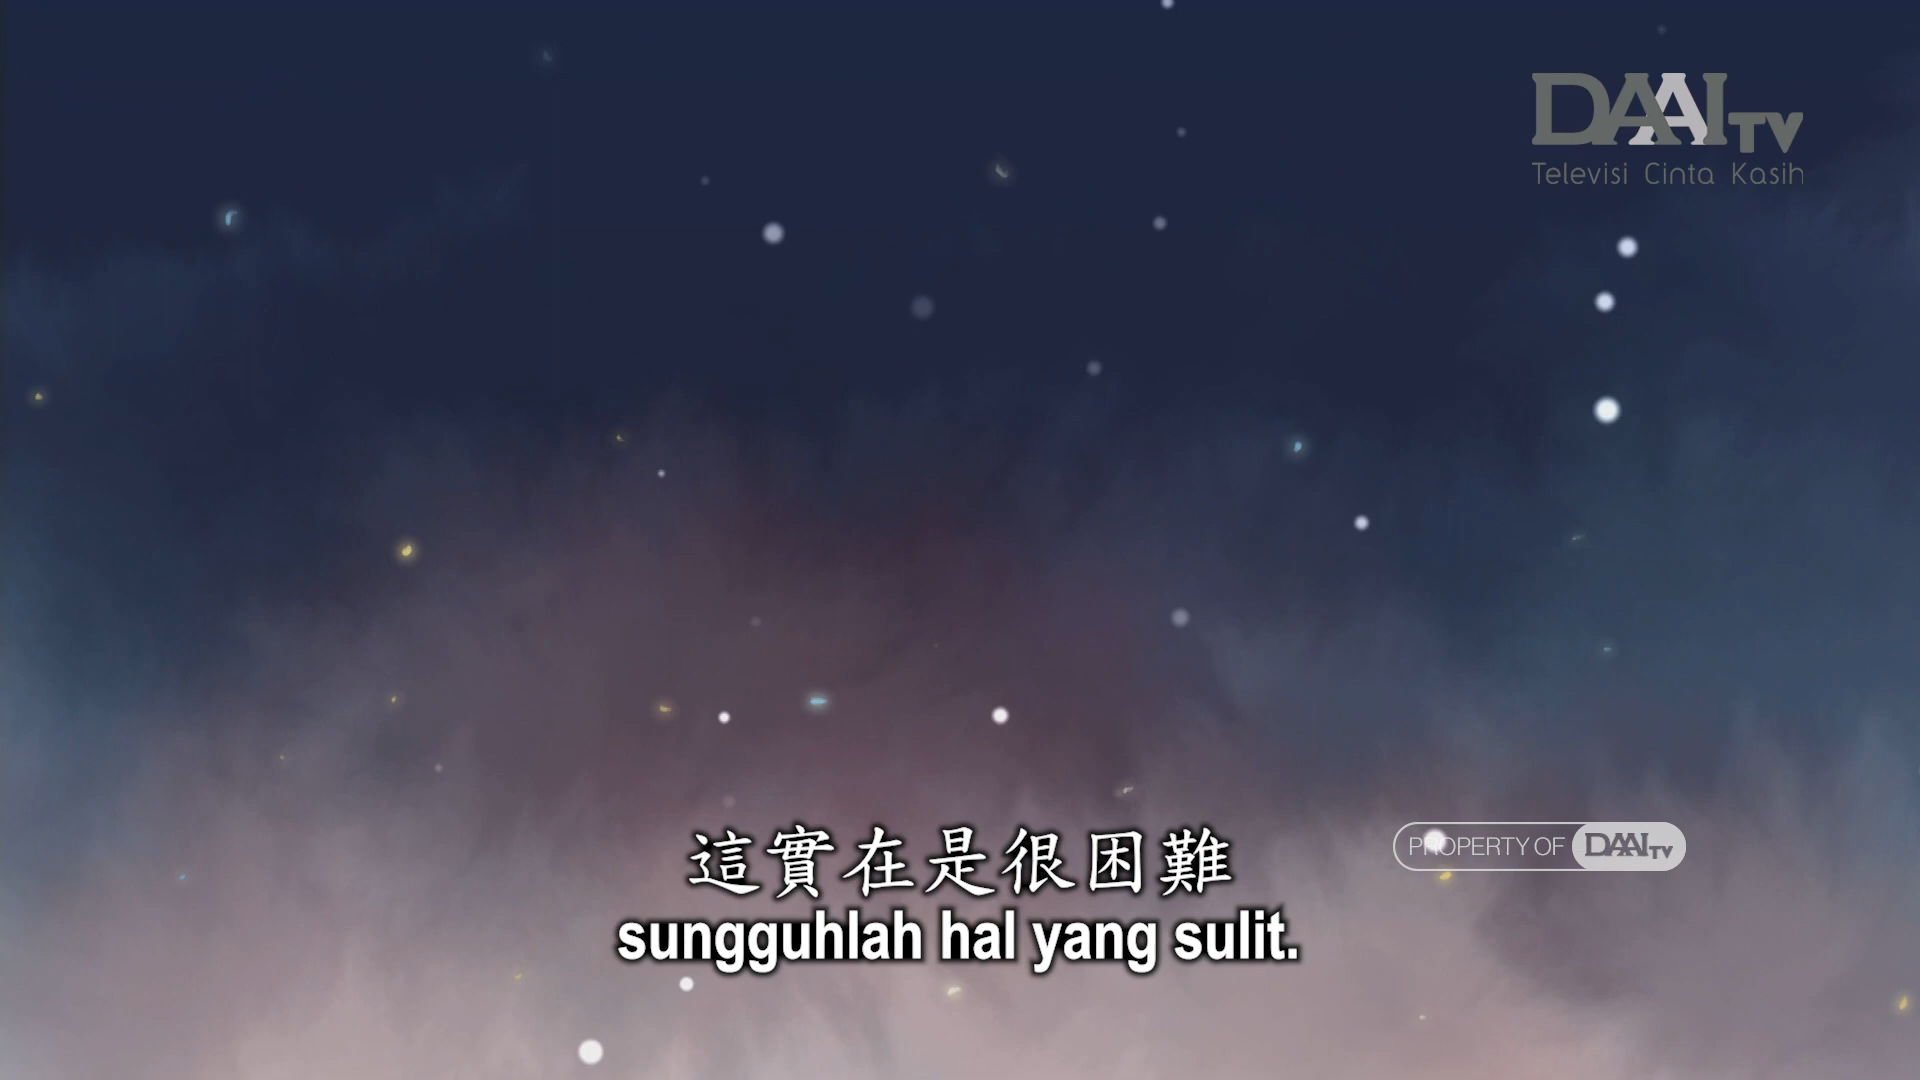 DAAI TV
Televisi Cinta Kasih
這實在是很困難
PROPERTY OF DAAI TV
sungguhlah hal yang sulit.